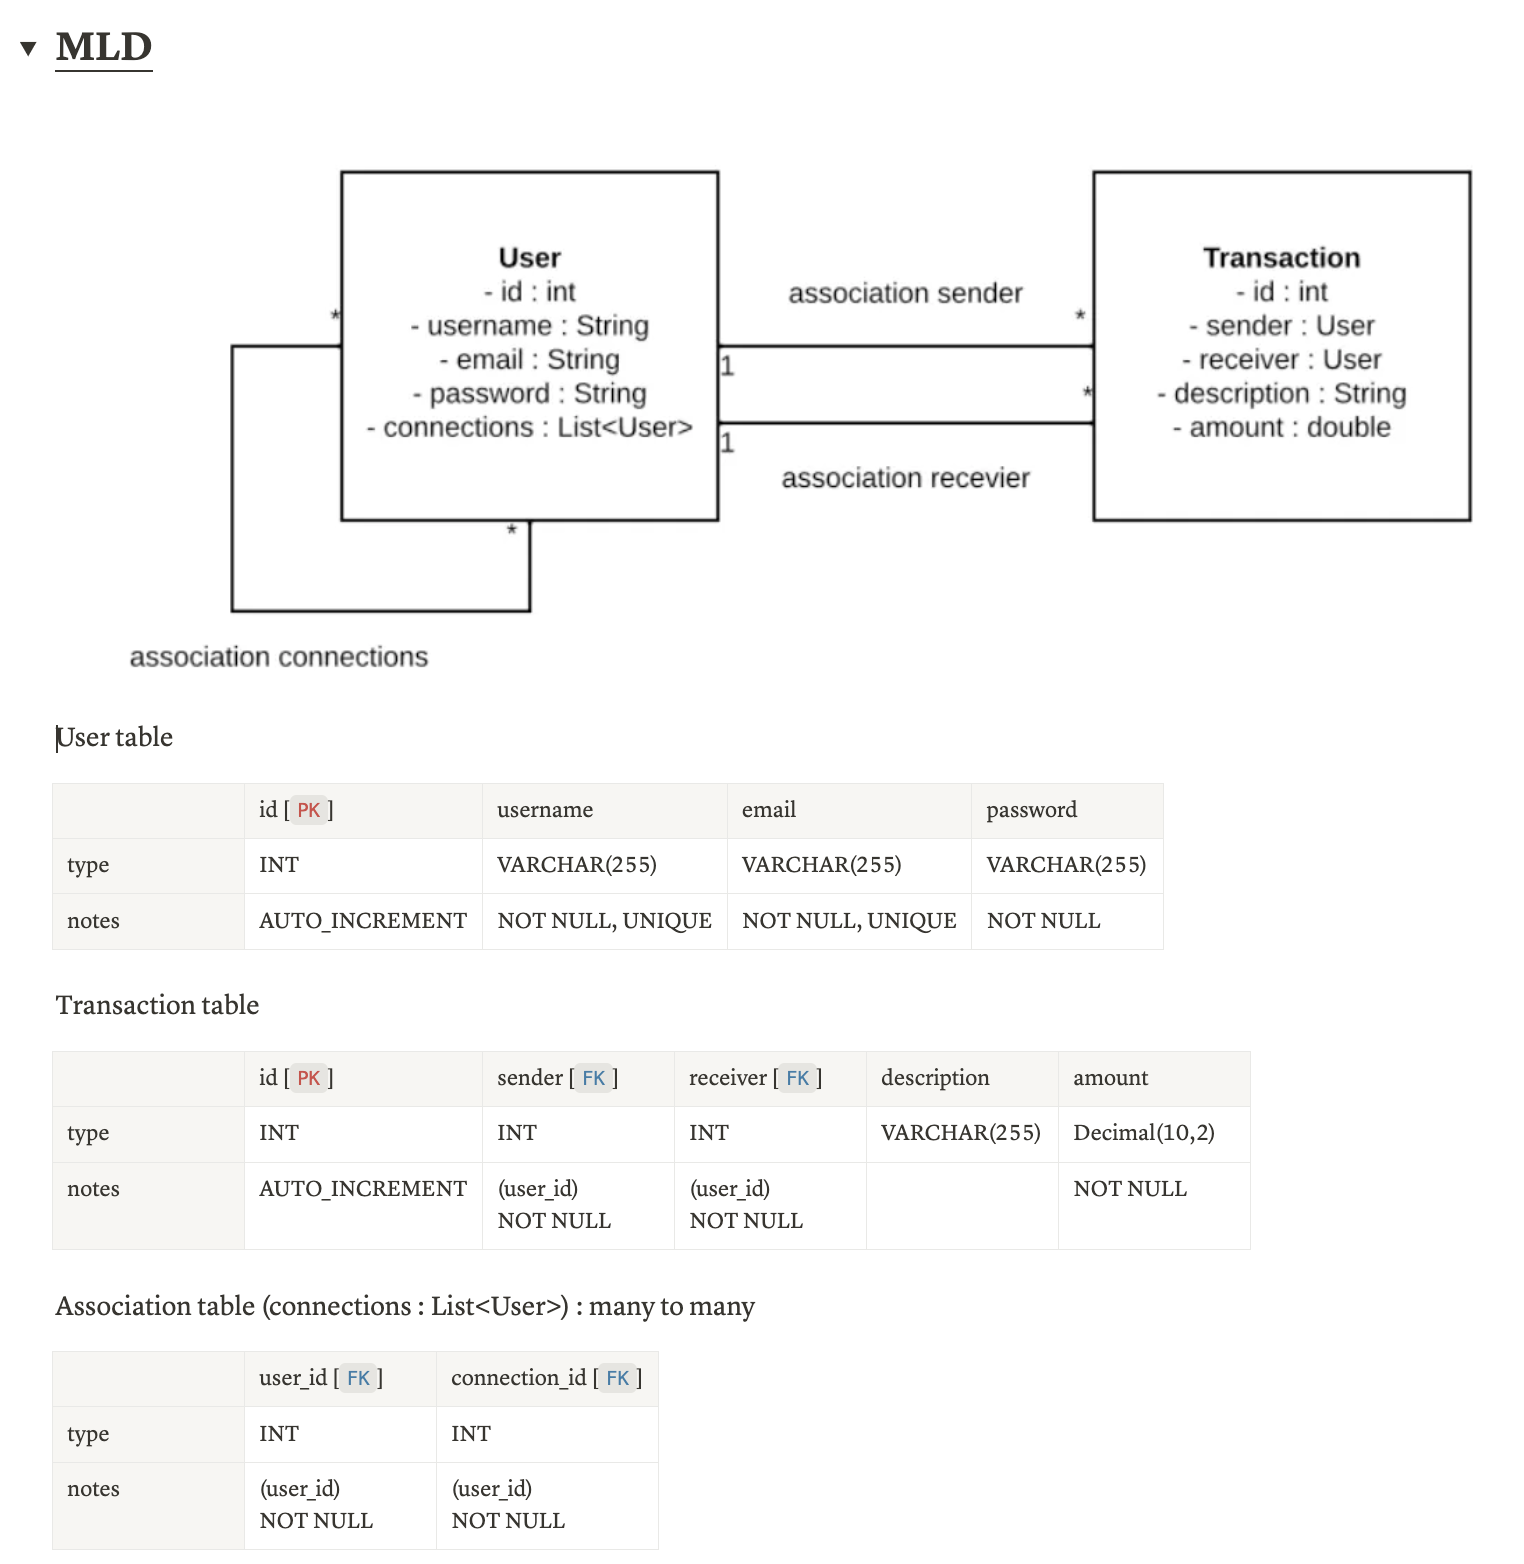 MLD
User
- id : int
- username : String
- email : String
- password : String
- connections : List<User>
*
*
association connections
association sender
1
*
association recevier
1
*
Transaction
- id : int
- sender : User
- receiver : User
- description : String
- amount : double
User table
id [PK] username email password
type INT VARCHAR(255) VARCHAR(255) VARCHAR(255)
notes AUTO_INCREMENT NOT NULL, UNIQUE NOT NULL, UNIQUE NOT NULL
Transaction table
id [PK] sender [FK] receiver [FK] description amount
type INT INT INT VARCHAR(255) Decimal(10,2)
notes AUTO_INCREMENT (user_id) (user_id) NOT NULL
NOT NULL NOT NULL
Association table (connections : List<User>) : many to many
user_id [FK] connection_id [FK]
type INT INT
notes (user_id) (user_id)
NOT NULL NOT NULL